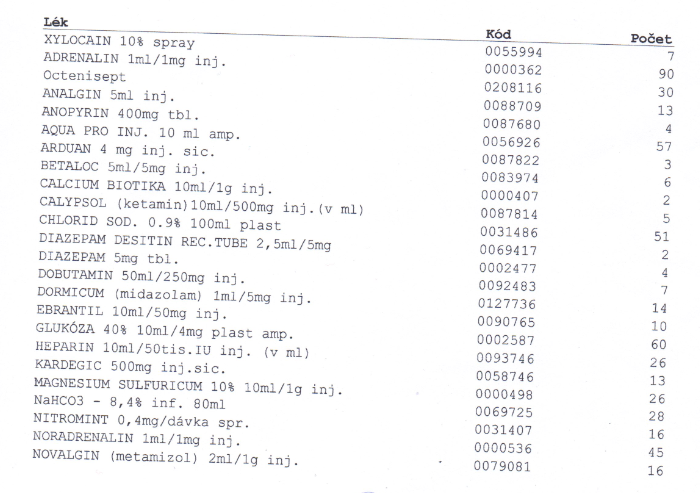 Lék Kód Počet
XYLOCAIN 10% spray 0055994 7
ADRENALIN 1ml/1mg inj. 0000362 90
Octenisept 0208116 30
ANALGIN 5ml inj. 0088709 13
ANOPYRIN 400mg tbl. 0087680 4
AQUA PRO INJ. 10 ml amp. 0056926 57
ARDUAN 4 mg inj. sic. 0087822 3
BETALOC 5ml/5mg inj. 0083974 6
CALCIUM BIOTIKA 10ml/1g inj. 0000407 2
CALYPSOL (ketamin)10ml/500mg inj.(v ml) 0087814 5
CHLORID SOD. 0.9% 100ml plast 0031486 51
DIAZEPAM DESITIN REC.TUBE 2,5ml/5mg 0069417 2
DIAZEPAM 5mg tbl. 0002477 4
DOBUTAMIN 50ml/250mg inj. 0092483 7
DORMICUM (midazolam) 1ml/5mg inj. 0127736 14
EBRANTIL 10ml/50mg inj. 0090765 10
GLUKÓZA 40% 10ml/4mg plast amp. 0002587 60
HEPARIN 10ml/50tis.IU inj. (v ml) 0093746 26
KARDEGIC 500mg inj.sic. 0058746 13
MAGNESIUM SULFURICUM 10% 10ml/1g inj. 0000498 26
NaHCO3 - 8,4% inf. 80ml 0069725 28
NITROMINT 0,4mg/dávka spr. 0031407 16
NORADRENALIN 1ml/1mg inj. 0000536 45
NOVALGIN (metamizol) 2ml/1g inj. 0079081 16